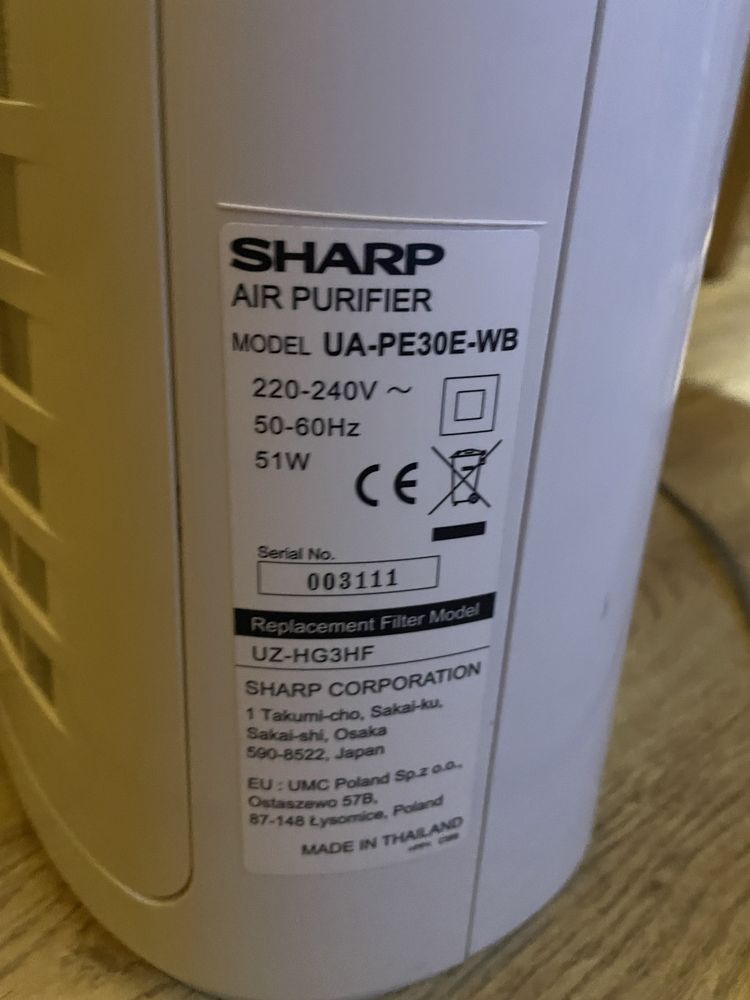 SHARP
AIR PURIFIER
MODEL UA-PE30E-WB
220-240V ~
50-60Hz
51W
CE
Serial No.
003111
Replacement Filter Model
UZ-HG3HF
SHARP CORPORATION
1 Takumi-cho, Sakai-ku,
Sakai-shi, Osaka
590-8522, Japan
EU : UMC Poland Sp.z o.o.,
Ostaszewo 57B,
87-148 Łysomice, Poland
MADE IN THAILAND